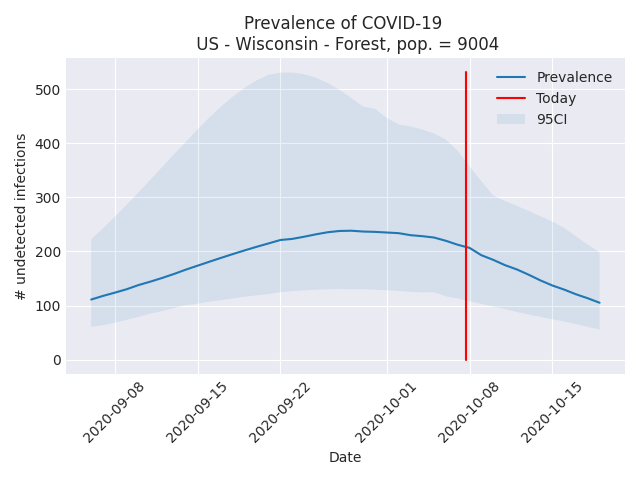 Prevalence of COVID-19
US - Wisconsin - Forest, pop. = 9004
Prevalence
Today
95CI
# undetected infections
500
400
300
200
100
0
2020-09-08
2020-09-15
2020-09-22
2020-10-01
2020-10-08
2020-10-15
Date